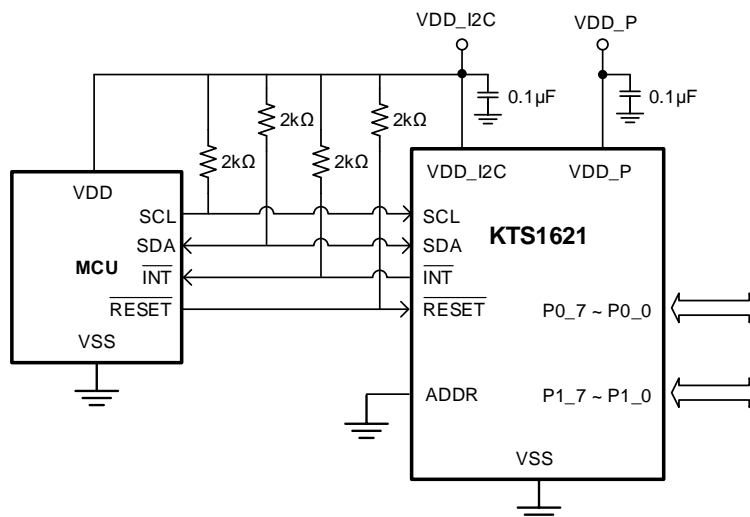 VDD_I2C
VDD_P
0.1µF
0.1µF
2kΩ
2kΩ
2kΩ
2kΩ
VDD
VDD_I2C
VDD_P
SCL
SCL
KTS1621
SDA
SDA
MCU
INT
INT
RESET
RESET
P0_7 ~ P0_0
VSS
ADDR
P1_7 ~ P1_0
VSS